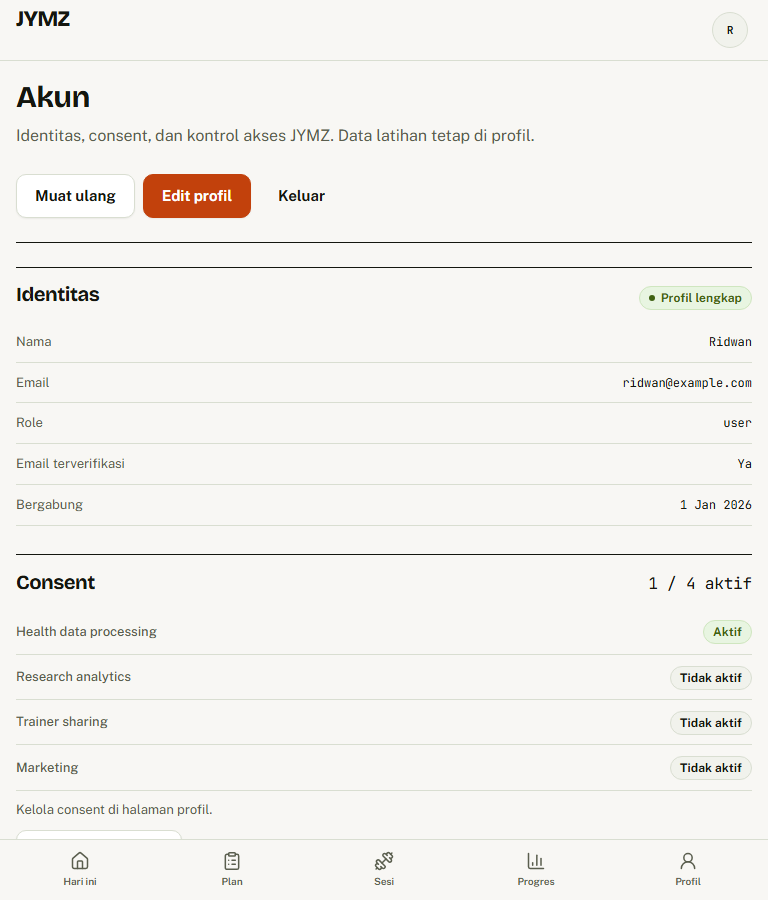 JYMZ
R
Akun
Identitas, consent, dan kontrol akses JYMZ. Data latihan tetap di profil.
Muat ulang Edit profil Keluar
Identitas Profil lengkap
Nama Ridwan
Email ridwan@example.com
Role user
Email terverifikasi Ya
Bergabung 1 Jan 2026
Consent 1 / 4 aktif
Health data processing Aktif
Research analytics Tidak aktif
Trainer sharing Tidak aktif
Marketing Tidak aktif
Kelola consent di halaman profil.
Hari ini Plan Sesi Progres Profil